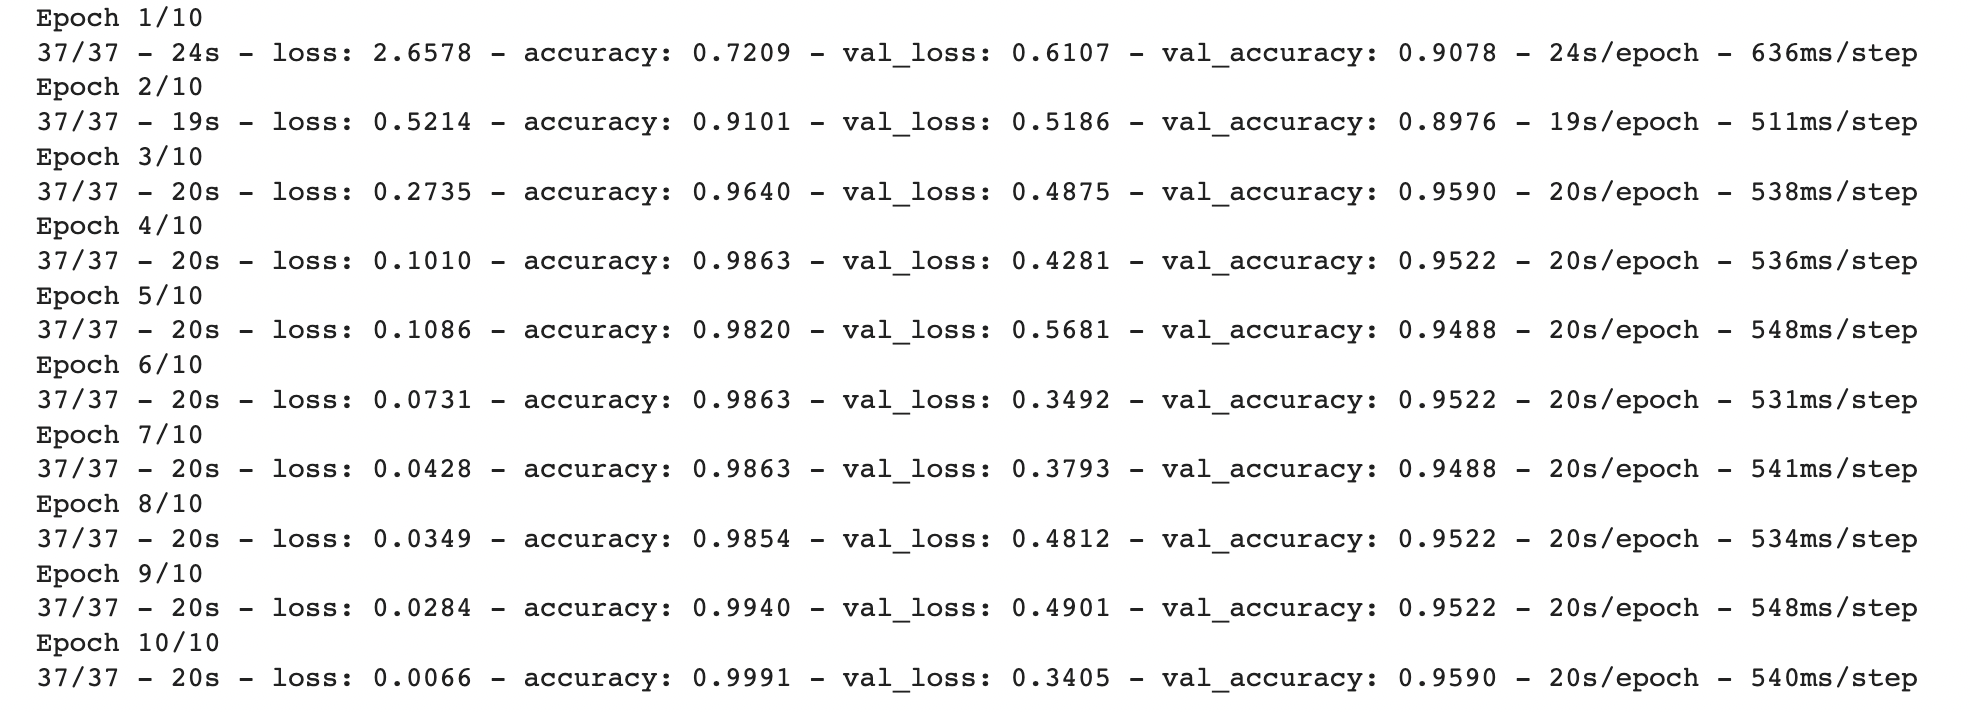 Epoch 1/10
37/37 - 24s - loss: 2.6578 - accuracy: 0.7209 - val_loss: 0.6107 - val_accuracy: 0.9078 - 24s/epoch - 636ms/step
Epoch 2/10
37/37 - 19s - loss: 0.5214 - accuracy: 0.9101 - val_loss: 0.5186 - val_accuracy: 0.8976 - 19s/epoch - 511ms/step
Epoch 3/10
37/37 - 20s - loss: 0.2735 - accuracy: 0.9640 - val_loss: 0.4875 - val_accuracy: 0.9590 - 20s/epoch - 538ms/step
Epoch 4/10
37/37 - 20s - loss: 0.1010 - accuracy: 0.9863 - val_loss: 0.4281 - val_accuracy: 0.9522 - 20s/epoch - 536ms/step
Epoch 5/10
37/37 - 20s - loss: 0.1086 - accuracy: 0.9820 - val_loss: 0.5681 - val_accuracy: 0.9488 - 20s/epoch - 548ms/step
Epoch 6/10
37/37 - 20s - loss: 0.0731 - accuracy: 0.9863 - val_loss: 0.3492 - val_accuracy: 0.9522 - 20s/epoch - 531ms/step
Epoch 7/10
37/37 - 20s - loss: 0.0428 - accuracy: 0.9863 - val_loss: 0.3793 - val_accuracy: 0.9488 - 20s/epoch - 541ms/step
Epoch 8/10
37/37 - 20s - loss: 0.0349 - accuracy: 0.9854 - val_loss: 0.4812 - val_accuracy: 0.9522 - 20s/epoch - 534ms/step
Epoch 9/10
37/37 - 20s - loss: 0.0284 - accuracy: 0.9940 - val_loss: 0.4901 - val_accuracy: 0.9522 - 20s/epoch - 548ms/step
Epoch 10/10
37/37 - 20s - loss: 0.0066 - accuracy: 0.9991 - val_loss: 0.3405 - val_accuracy: 0.9590 - 20s/epoch - 540ms/step